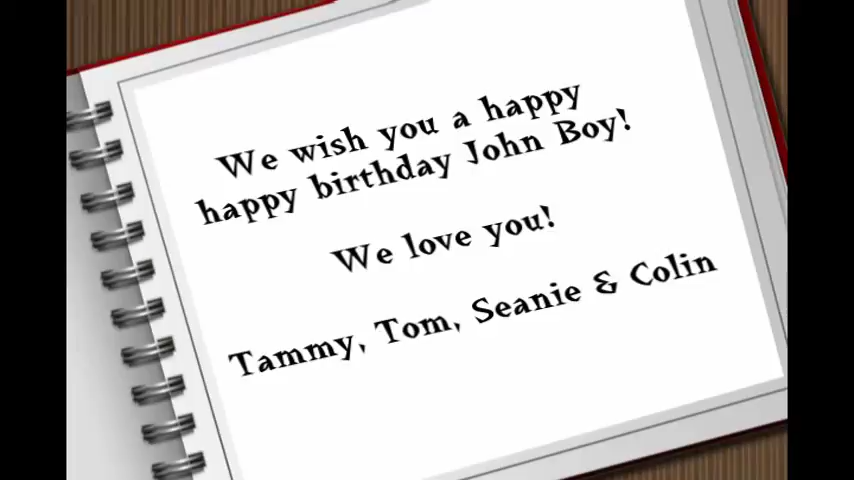 We wish you a happy
happy birthday John Boy!
We love you!
Tammy, Tom, Seanie & Colin